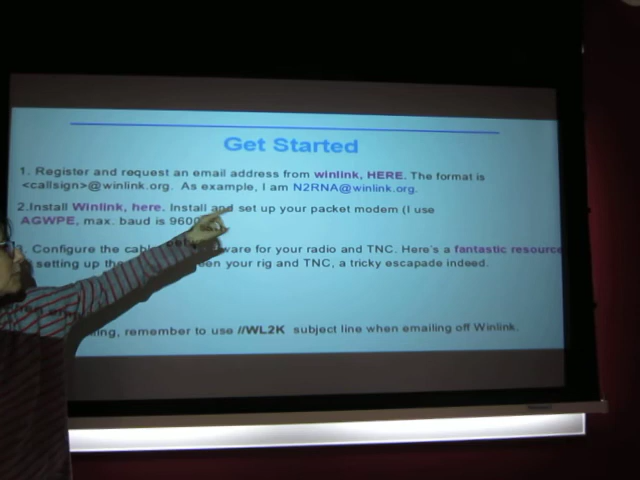 Get Started
1. Register and request an email address from winlink, HERE. The format is
<callsign>@winlink.org. As example, I am N2RNA@winlink.org.
2.Install Winlink, here. Install and set up your packet modem (I use
AGWPE, max. baud is 9600
3. Configure the cable ware for your radio and TNC. Here's a fantastic resource
setting up the een your rig and TNC, a tricky escapade indeed.
ing, remember to use //WL2K subject line when emailing off Winlink.